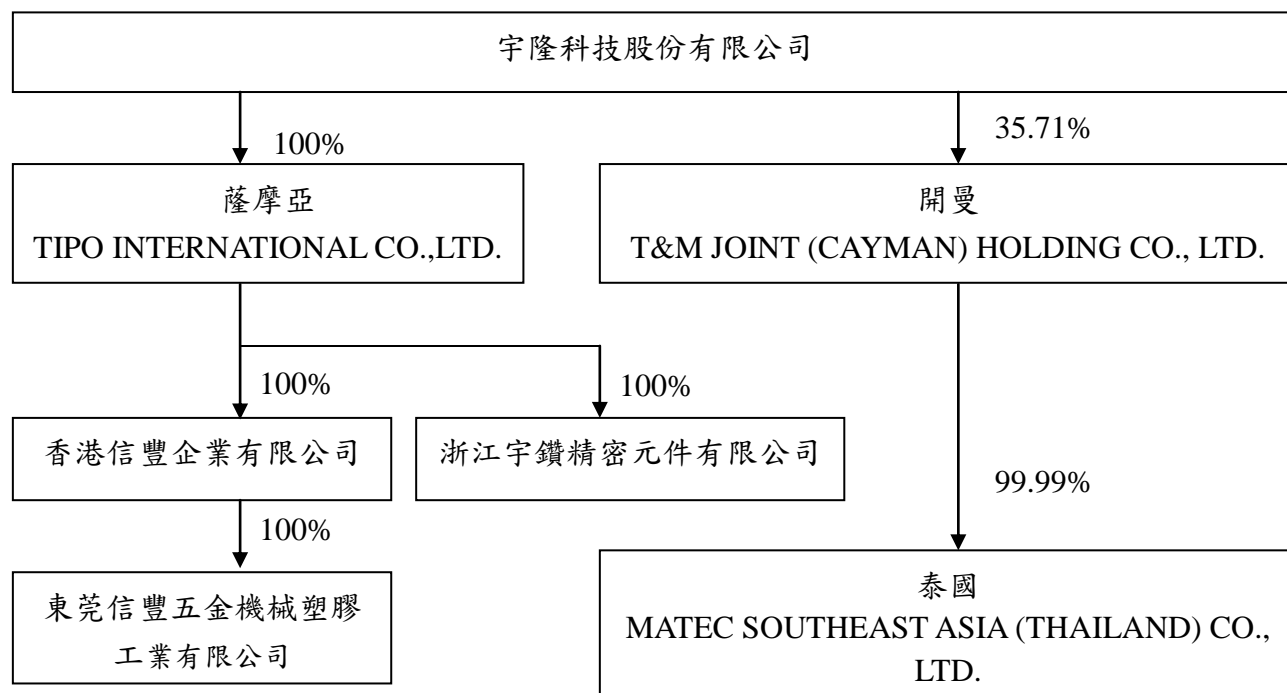 宇隆科技股份有限公司
100%
35.71%
薩摩亞
TIPO INTERNATIONAL CO.,LTD.
開曼
T&M JOINT (CAYMAN) HOLDING CO., LTD.
100%
100%
香港信豐企業有限公司
浙江宇鑽精密元件有限公司
99.99%
100%
東莞信豐五金機械塑膠
工業有限公司
泰國
MATEC SOUTHEAST ASIA (THAILAND) CO.,
LTD.